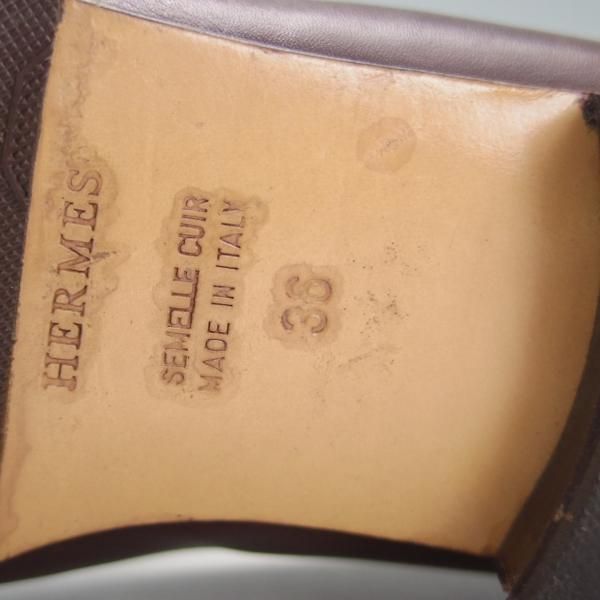 HERMES
SEMELLE CUIR
MADE IN ITALY
36